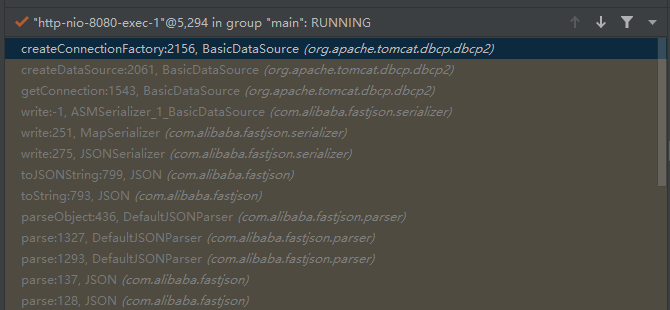 "http-nio-8080-exec-1"@5,294 in group "main": RUNNING
createConnectionFactory:2156, BasicDataSource (org.apache.tomcat.dbcp.dbcp2)
createDataSource:2061, BasicDataSource (org.apache.tomcat.dbcp.dbcp2)
getConnection:1543, BasicDataSource (org.apache.tomcat.dbcp.dbcp2)
write:-1, ASMSerializer_1_BasicDataSource (com.alibaba.fastjson.serializer)
write:251, MapSerializer (com.alibaba.fastjson.serializer)
write:275, JSONSerializer (com.alibaba.fastjson.serializer)
toJSONString:799, JSON (com.alibaba.fastjson)
toString:793, JSON (com.alibaba.fastjson)
parseObject:436, DefaultJSONParser (com.alibaba.fastjson.parser)
parse:1327, DefaultJSONParser (com.alibaba.fastjson.parser)
parse:1293, DefaultJSONParser (com.alibaba.fastjson.parser)
parse:137, JSON (com.alibaba.fastjson)
parse:128, JSON (com.alibaba.fastjson)